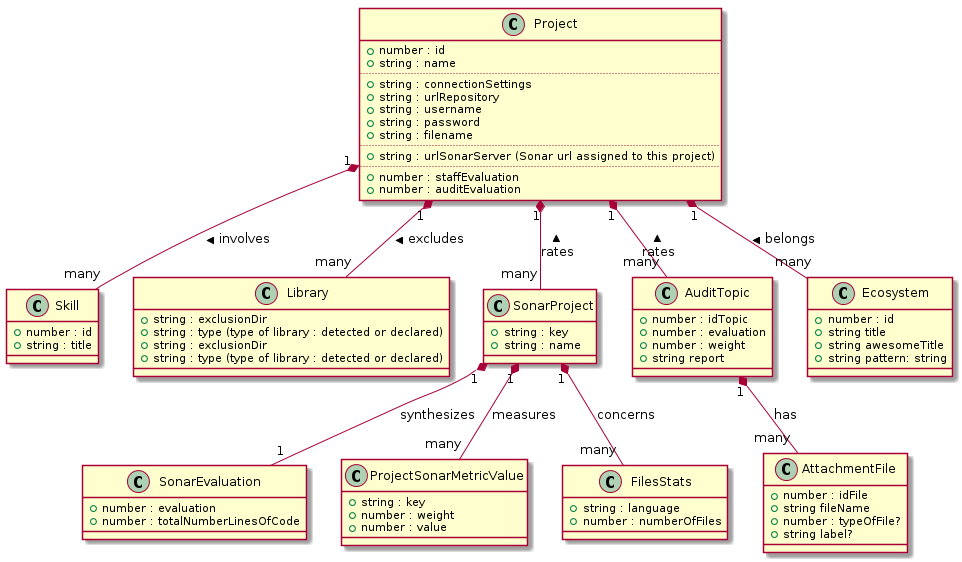 C Project
number : id
string : name
string : connectionSettings
string : urlRepository
string : username
string : password
string : filename
string : urlSonarServer (Sonar url assigned to this project)
number : staffEvaluation
number : auditEvaluation
1
1
1
1
1
involves
excludes
rates
rates
belongs
many
many
many
many
many
C Skill
number : id
string : title
C Library
string : exclusionDir
string : type (type of library : detected or declared)
string : exclusionDir
string : type (type of library : detected or declared)
C SonarProject
string : key
string : name
C AuditTopic
number : idTopic
number : evaluation
number : weight
string report
C Ecosystem
number : id
string title
string awesomeTitle
string pattern: string
1
1
1
1
synthesizes
measures
concerns
has
1
many
many
many
C SonarEvaluation
number : evaluation
number : totalNumberLinesOfCode
C ProjectSonarMetricValue
string : key
number : weight
number : value
C FilesStats
string : language
number : numberOfFiles
C AttachmentFile
number : idFile
string fileName
number : typeOfFile?
string label?